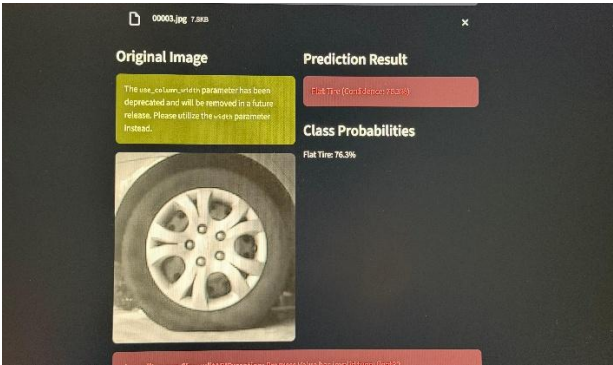 00003.jpg 7.8KB
Original Image
Prediction Result
The use_column_width parameter has been
deprecated and will be removed in a future
release. Please utilize the width parameter
instead.
Flat Tire (Confidence: 76.3%)
Class Probabilities
Flat Tire: 76.3%